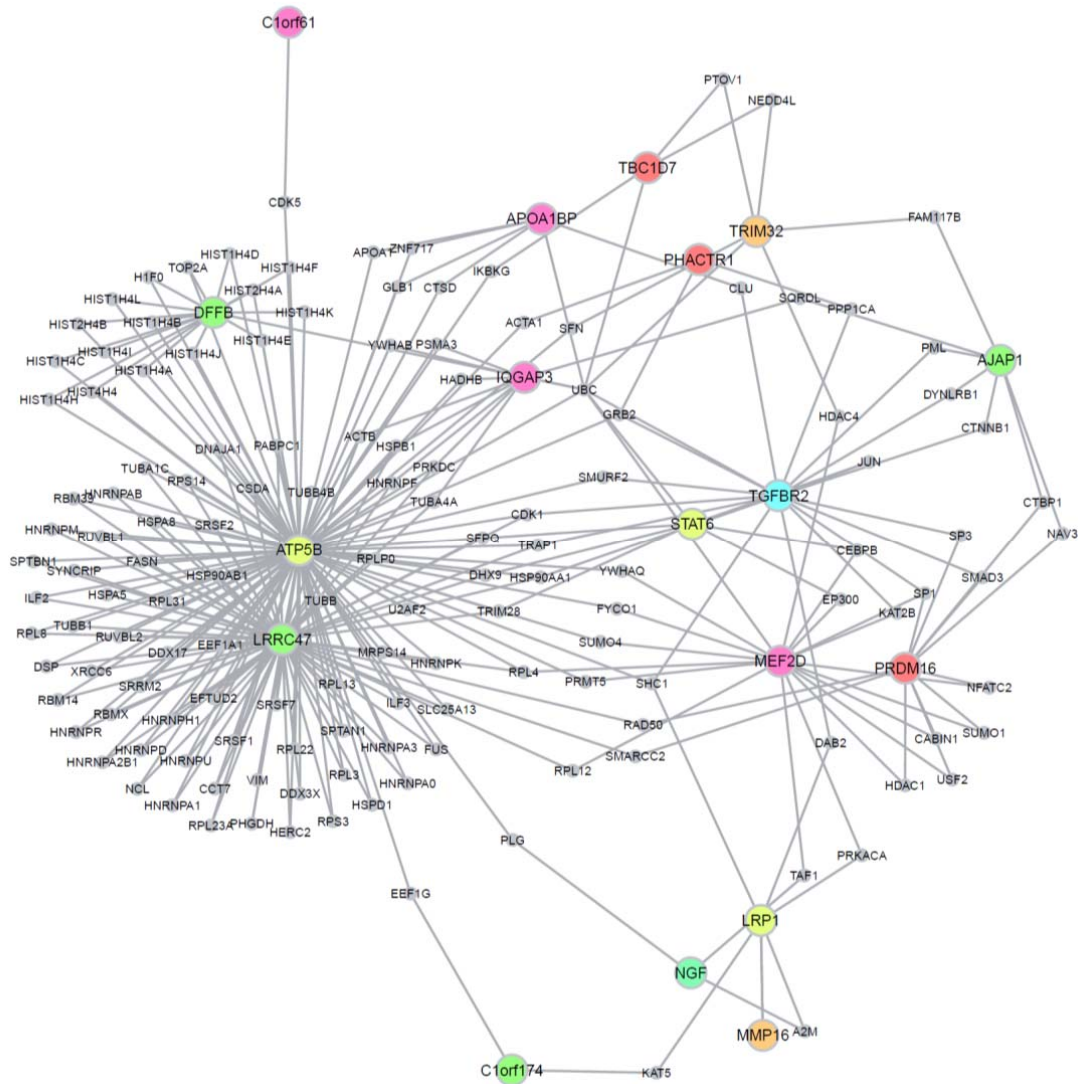 C1orf61
PTOV1
NEDD4L
TBC1D7
CDK5
APOA1BP
FAM117B
TRIM32
ZNF717
HIST1H4D
PHACTR1
TOP2A
HIST1H4F
IKBKG
H1F0
GLB1
CTSD
CLU
HIST2H4A
HIST1H4L
SQRDL
PPP1CA
DFFB
HIST1H4K
HIST2H4B
HIST1H4B
ACTA1
SFN
HIST1H4E
YWHAB
PSMA3
PML
HIST1H4I
HIST1H4J
HIST1H4C
AJAP1
HIST1H4A
IQGAP3
HADHB
UBC
HIST4H4
DYNLRB1
HIST1H4H
GRB2
HDAC4
CTNNB1
ACTB
DNAJA1
PABPC1
HSPB1
JUN
TUBA1C
PRKDC
RPS14
SMURF2
HNRNPF
CSDA
TUBB4B
HNRNPAB
RBM39
TGFBR2
TUBA4A
CTBP1
CDK1
HSPA8
SRSF2
STAT6
HNRNPM
RUVBL1
NAV3
SFPQ
SP3
TRAP1
ATP5B
CEBPB
RPLP0
SPTBN1
FASN
SYNCRIP
HSP90AB1
DHX9
HSP90AA1
YWHAQ
SMAD3
HSPA5
SP1
ILF2
RPL31
TUBB
EP300
U2AF2
TRIM28
FYCO1
KAT2B
TUBB1
RPL8
RUVBL2
LRRC47
EEF1A1
SUMO4
DDX17
MRPS14
MEF2D
HNRNPK
DSP
XRCC6
RPL4
PRDM16
PRMT5
SHC1
SRRM2
RPL13
NFATC2
RBM14
EFTUD2
SRSF7
ILF3
SLC25A13
RBMX
HNRNPH1
RAD50
HNRNPR
SPTAN1
SUMO1
SRSF1
CABIN1
DAB2
HNRNPD
RPL22
HNRNPA3
FUS
HNRNPA2B1
HNRNPU
SMARCC2
RPL12
RPL3
VIM
USF2
HNRNPA0
HDAC1
NCL
CCT7
DDX3X
HNRNPA1
HSPD1
RPL23A
PHGDH
RPS3
HERC2
PLG
PRKACA
TAF1
EEF1G
LRP1
NGF
MMP16
A2M
C1orf174
KAT5